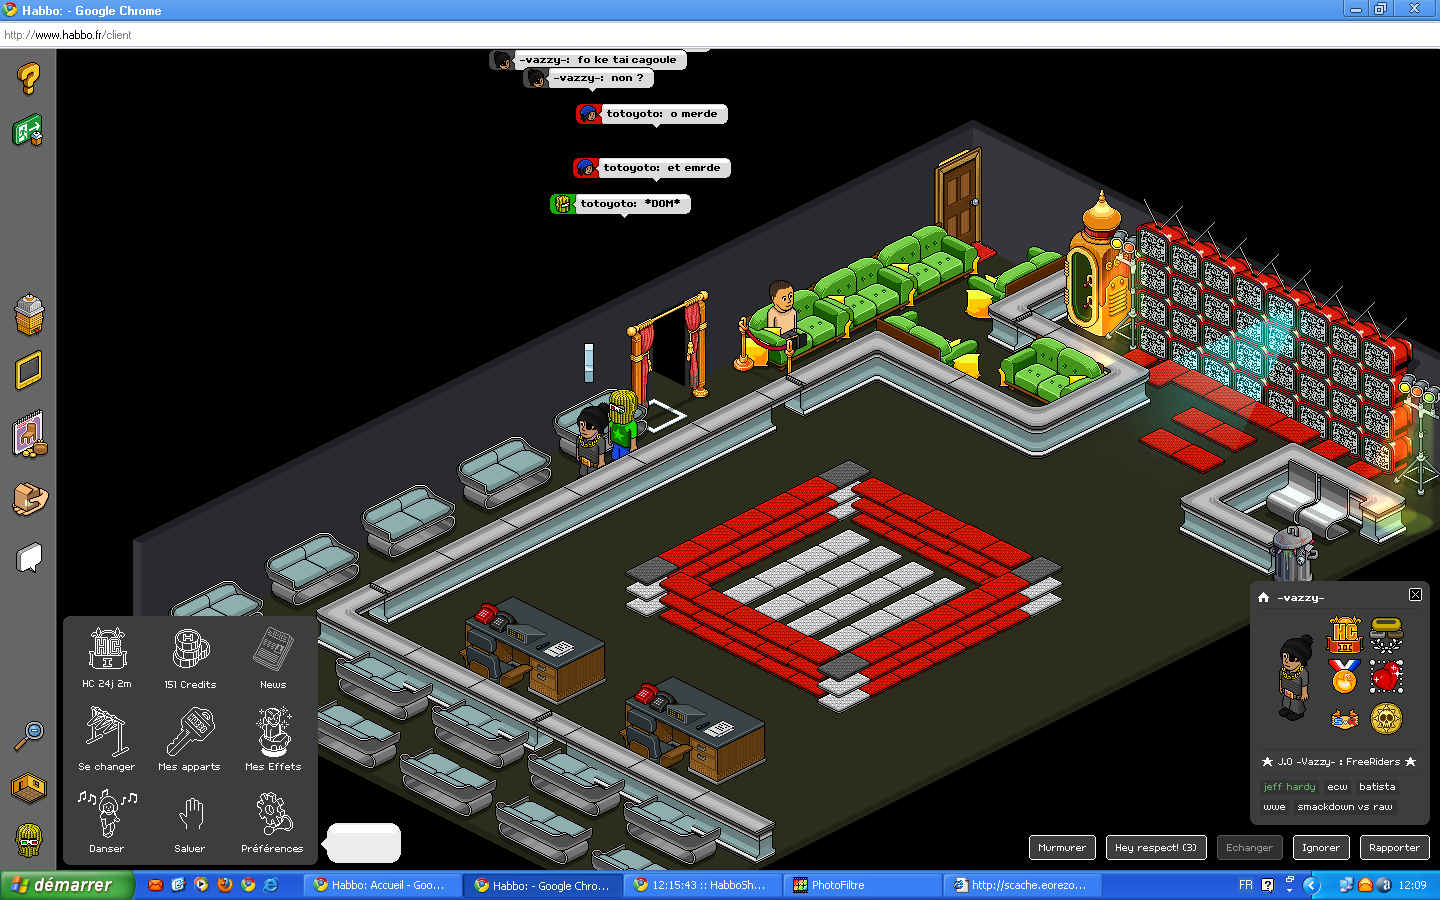 Habbo: - Google Chrome
http://www.habbo.fr/client
-vazzy-: fo ke tai cagoule
-vazzy-: non ?
totoyoto: o merde
totoyoto: et emrde
totoyoto: *DOM*
HC 24j 2m
151 Credits
News
Se changer
Mes apparts
Mes Effets
Danser
Saluer
Préférences
-vazzy-
HC
II
J.O -Vazzy- : FreeRiders
jeff hardy
ecw
batista
wwe
smackdown vs raw
Murmurer
Hey respect! (3)
Echanger
Ignorer
Rapporter
démarrer
Habbo: Accueil - Goo...
Habbo: - Google Chro...
12:15:43 :: HabboSh...
PhotoFiltre
http://scache.eorezo...
FR
12:09